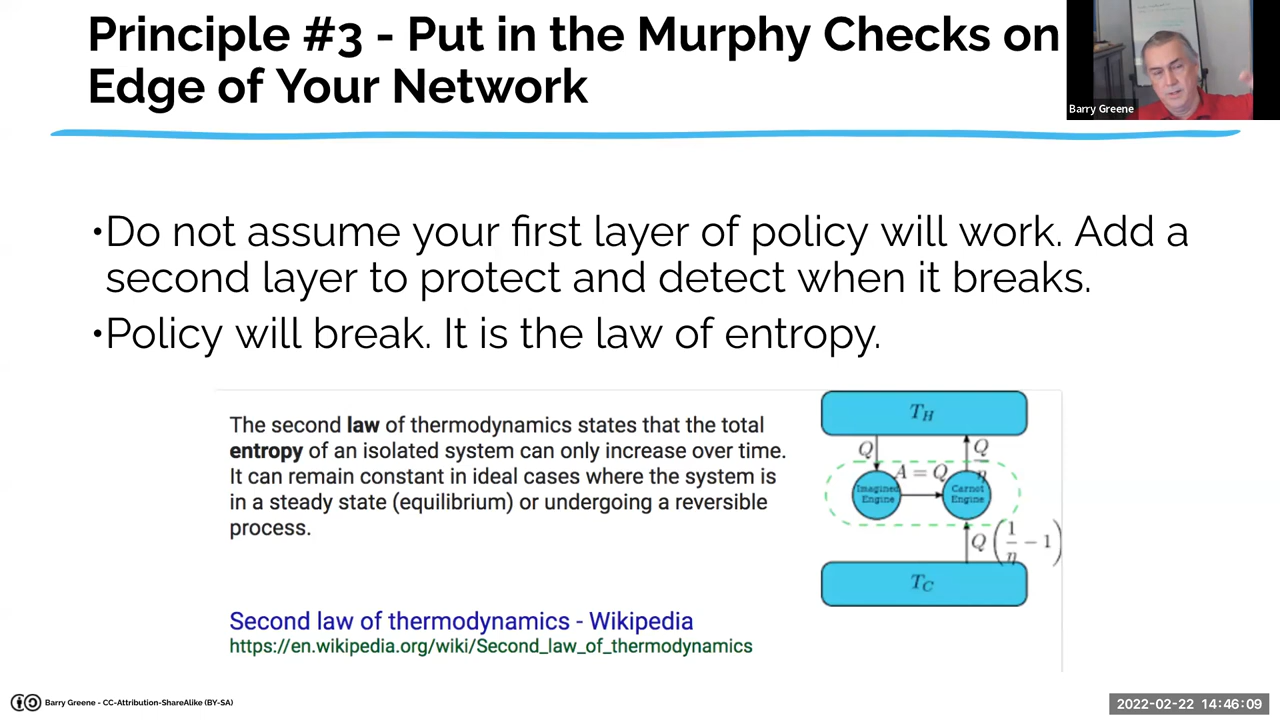 Principle #3 - Put in the Murphy Checks on
Edge of Your Network
Barry Greene
•Do not assume your first layer of policy will work. Add a
second layer to protect and detect when it breaks.
•Policy will break. It is the law of entropy.
The second law of thermodynamics states that the total
entropy of an isolated system can only increase over time.
It can remain constant in ideal cases where the system is
in a steady state (equilibrium) or undergoing a reversible
process.
Second law of thermodynamics - Wikipedia
https://en.wikipedia.org/wiki/Second_law_of_thermodynamics
T_H
Q
Q/η
A = Q
Imagined
Engine
Carnot
Engine
Q(1/η − 1)
T_C
Barry Greene - CC-Attribution-ShareAlike (BY-SA)
2022-02-22 14:46:09